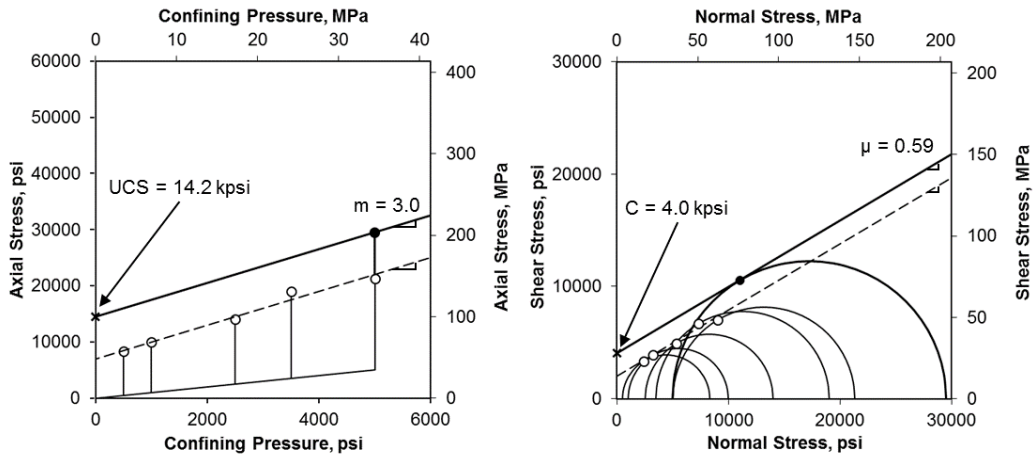 Confining Pressure, MPa
0 10 20 30 40
60000
50000
40000
30000
20000
10000
0
Axial Stress, psi
UCS = 14.2 kpsi
m = 3.0
400
300
200
100
0
Axial Stress, MPa
0 2000 4000 6000
Confining Pressure, psi
Normal Stress, MPa
0 50 100 150 200
30000
20000
10000
0
Shear Stress, psi
μ = 0.59
C = 4.0 kpsi
200
150
100
50
0
Shear Stress, MPa
0 10000 20000 30000
Normal Stress, psi